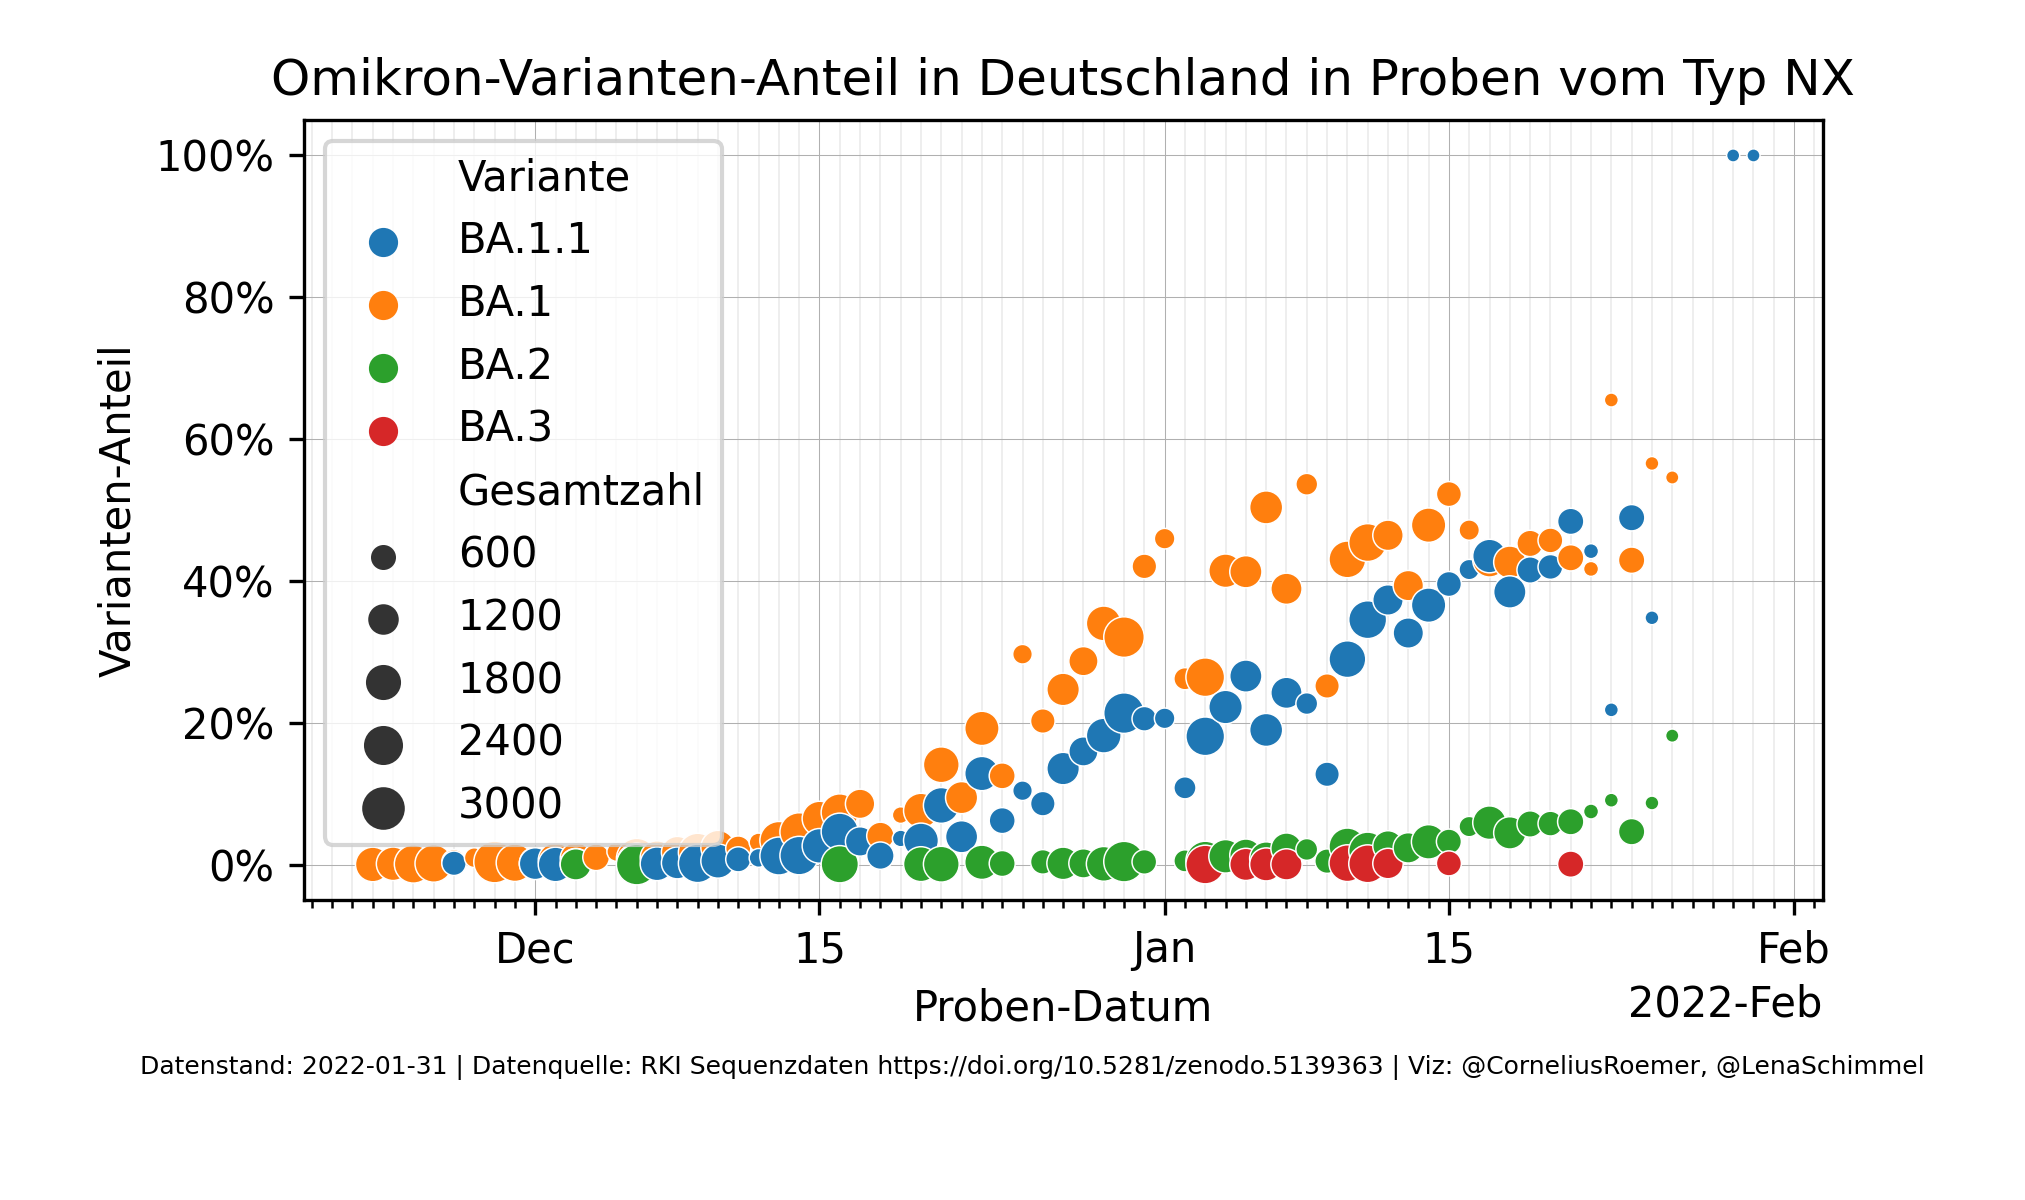 Omikron-Varianten-Anteil in Deutschland in Proben vom Typ NX
Varianten-Anteil
100%
80%
60%
40%
20%
0%
Variante
BA.1.1
BA.1
BA.2
BA.3
Gesamtzahl
600
1200
1800
2400
3000
Dec 15 Jan 15 Feb
Proben-Datum
2022-Feb
Datenstand: 2022-01-31 | Datenquelle: RKI Sequenzdaten https://doi.org/10.5281/zenodo.5139363 | Viz: @CorneliusRoemer, @LenaSchimmel